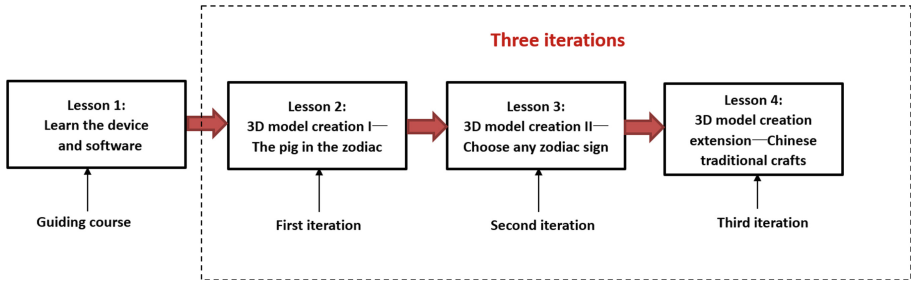 Three iterations
Lesson 1:
Learn the device
and software
Lesson 2:
3D model creation I—
The pig in the zodiac
Lesson 3:
3D model creation II—
Choose any zodiac sign
Lesson 4:
3D model creation
extension—Chinese
traditional crafts
Guiding course
First iteration
Second iteration
Third iteration